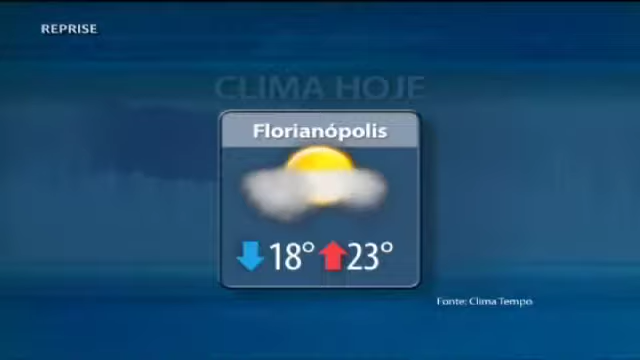 REPRISE
CLIMA HOJE
Florianópolis
18° 23°
Fonte: Clima Tempo